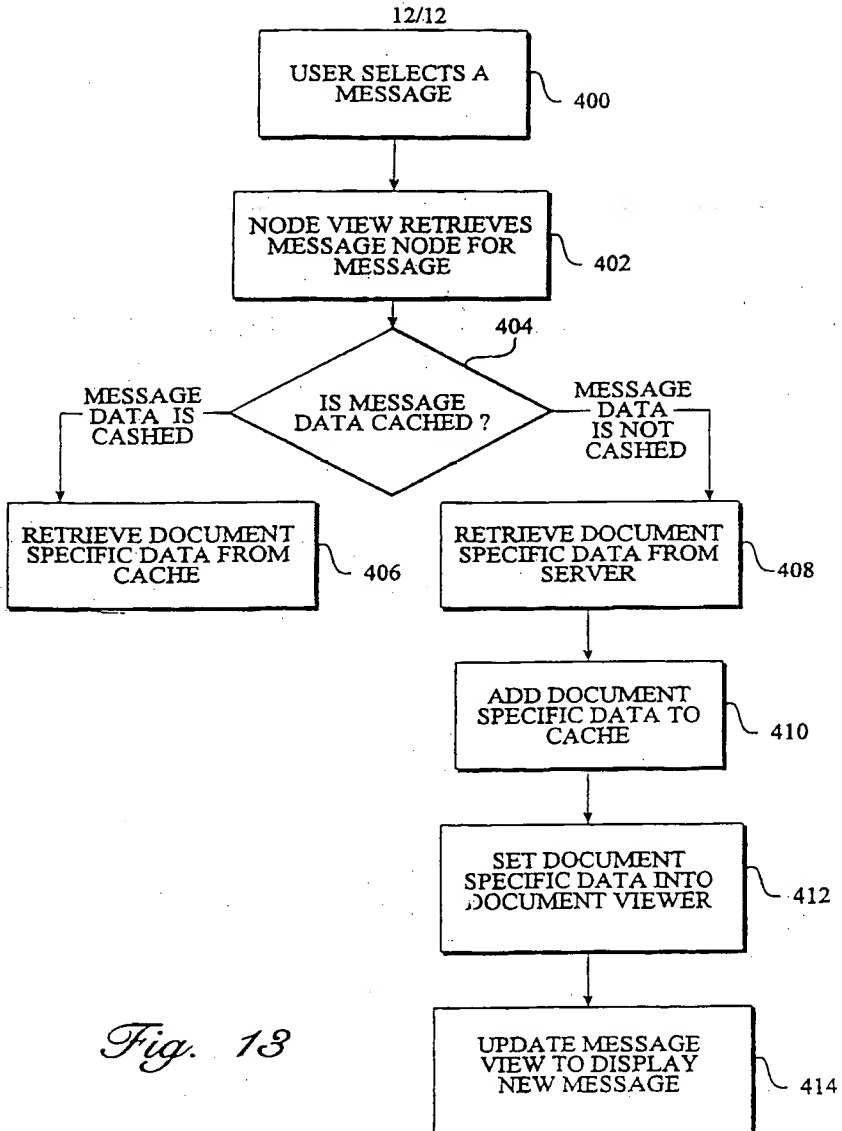 12/12
USER SELECTS A
MESSAGE
400
NODE VIEW RETRIEVES
MESSAGE NODE FOR
MESSAGE
402
404
IS MESSAGE
DATA CACHED ?
MESSAGE
DATA IS
CASHED
MESSAGE
DATA
IS NOT
CASHED
RETRIEVE DOCUMENT
SPECIFIC DATA FROM
CACHE
406
RETRIEVE DOCUMENT
SPECIFIC DATA FROM
SERVER
408
ADD DOCUMENT
SPECIFIC DATA TO
CACHE
410
SET DOCUMENT
SPECIFIC DATA INTO
DOCUMENT VIEWER
412
UPDATE MESSAGE
VIEW TO DISPLAY
NEW MESSAGE
414
Fig. 13